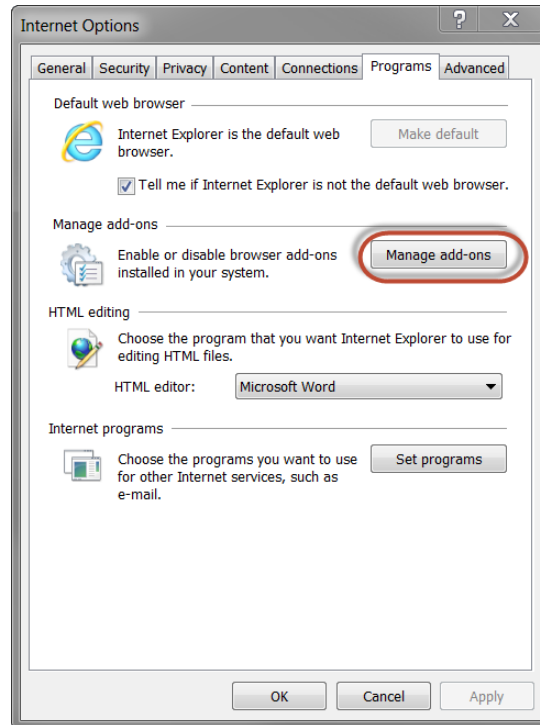 Internet Options
General Security Privacy Content Connections Programs Advanced
Default web browser
Internet Explorer is the default web
browser.
Make default
Tell me if Internet Explorer is not the default web browser.
Manage add-ons
Enable or disable browser add-ons
installed in your system.
Manage add-ons
HTML editing
Choose the program that you want Internet Explorer to use for
editing HTML files.
HTML editor: Microsoft Word
Internet programs
Choose the programs you want to use
for other Internet services, such as
e-mail.
Set programs
OK Cancel Apply